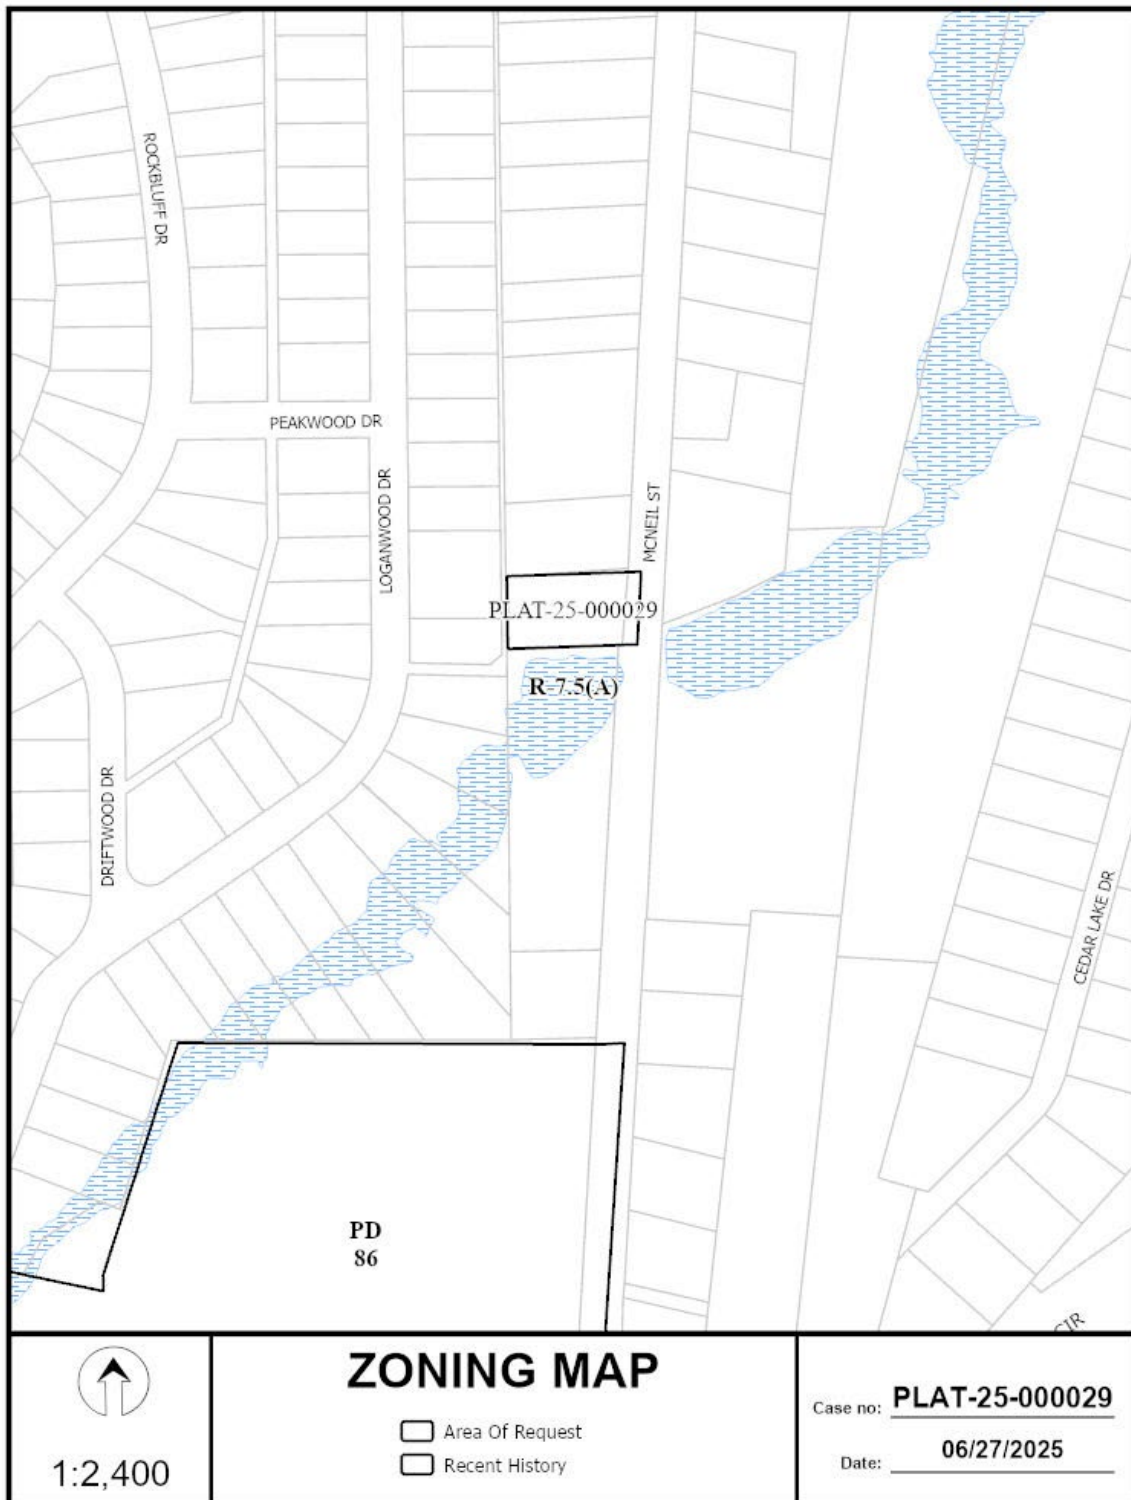 ROCKBLUFF DR
PEAKWOOD DR
LOGANWOOD DR
MCNEIL ST
PLAT-25-000029
R-7.5(A)
DRIFTWOOD DR
CEDAR LAKE DR
PD
86
CIR
1:2,400
ZONING MAP
Area Of Request
Recent History
Case no: PLAT-25-000029
Date: 06/27/2025